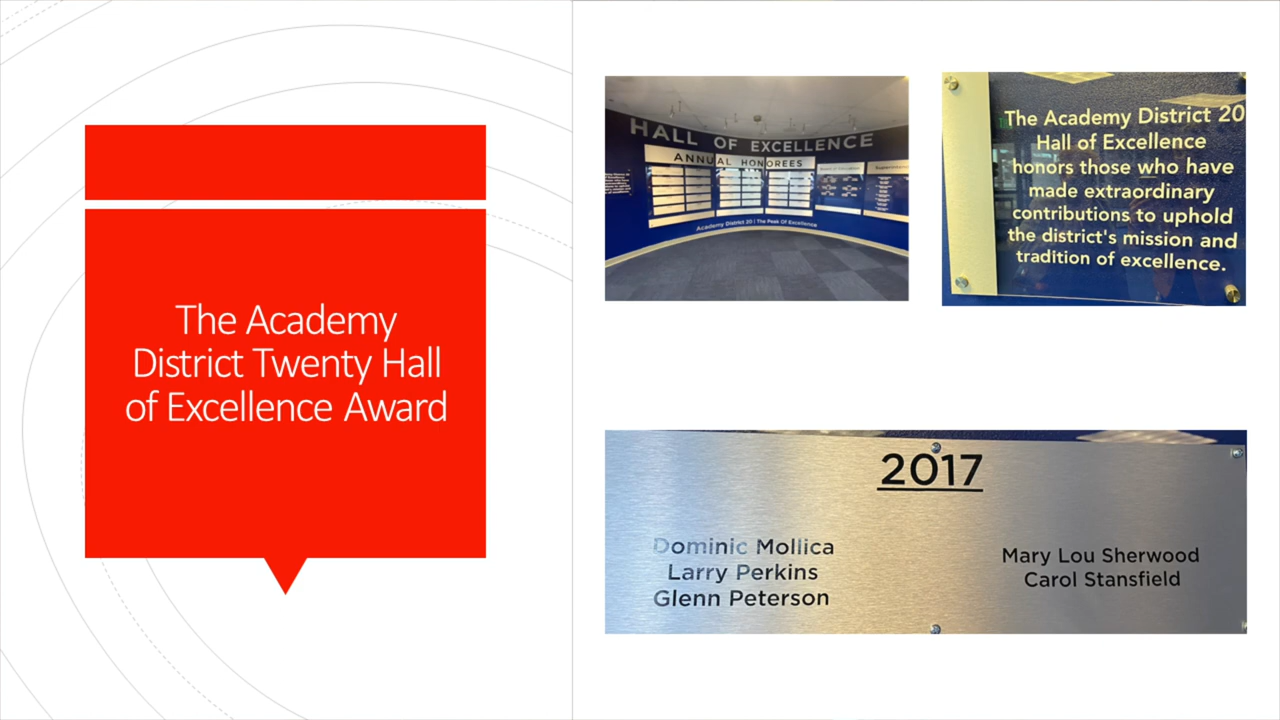 The Academy
District Twenty Hall
of Excellence Award
HALL OF EXCELLENCE
ANNUAL HONOREES
Academy District 20 | The Peak Of Excellence
The Academy District 20
Hall of Excellence
honors those who have
made extraordinary
contributions to uphold
the district's mission and
tradition of excellence.
2017
Dominic Mollica
Larry Perkins
Glenn Peterson
Mary Lou Sherwood
Carol Stansfield